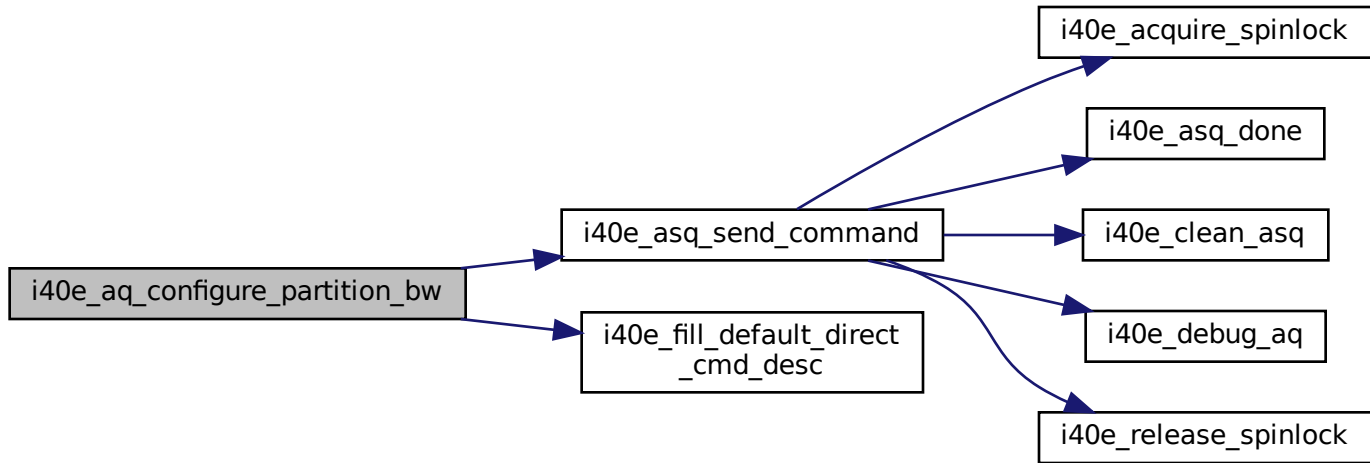 i40e_aq_configure_partition_bw
i40e_asq_send_command
i40e_fill_default_direct
_cmd_desc
i40e_acquire_spinlock
i40e_asq_done
i40e_clean_asq
i40e_debug_aq
i40e_release_spinlock